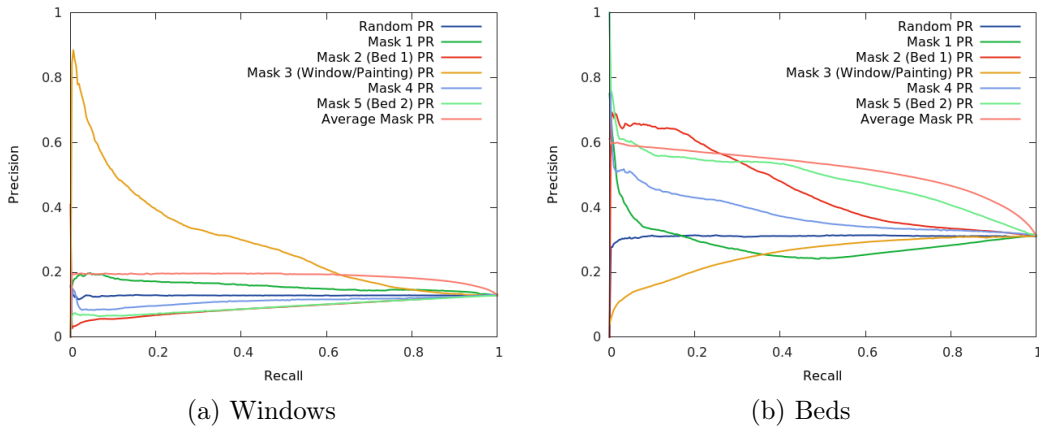 1
0.8
0.6
0.4
0.2
0
0
0.2
0.4
0.6
0.8
1
Precision
Recall
Random PR
Mask 1 PR
Mask 2 (Bed 1) PR
Mask 3 (Window/Painting) PR
Mask 4 PR
Mask 5 (Bed 2) PR
Average Mask PR
(a) Windows
1
0.8
0.6
0.4
0.2
0
0
0.2
0.4
0.6
0.8
1
Precision
Recall
Random PR
Mask 1 PR
Mask 2 (Bed 1) PR
Mask 3 (Window/Painting) PR
Mask 4 PR
Mask 5 (Bed 2) PR
Average Mask PR
(b) Beds